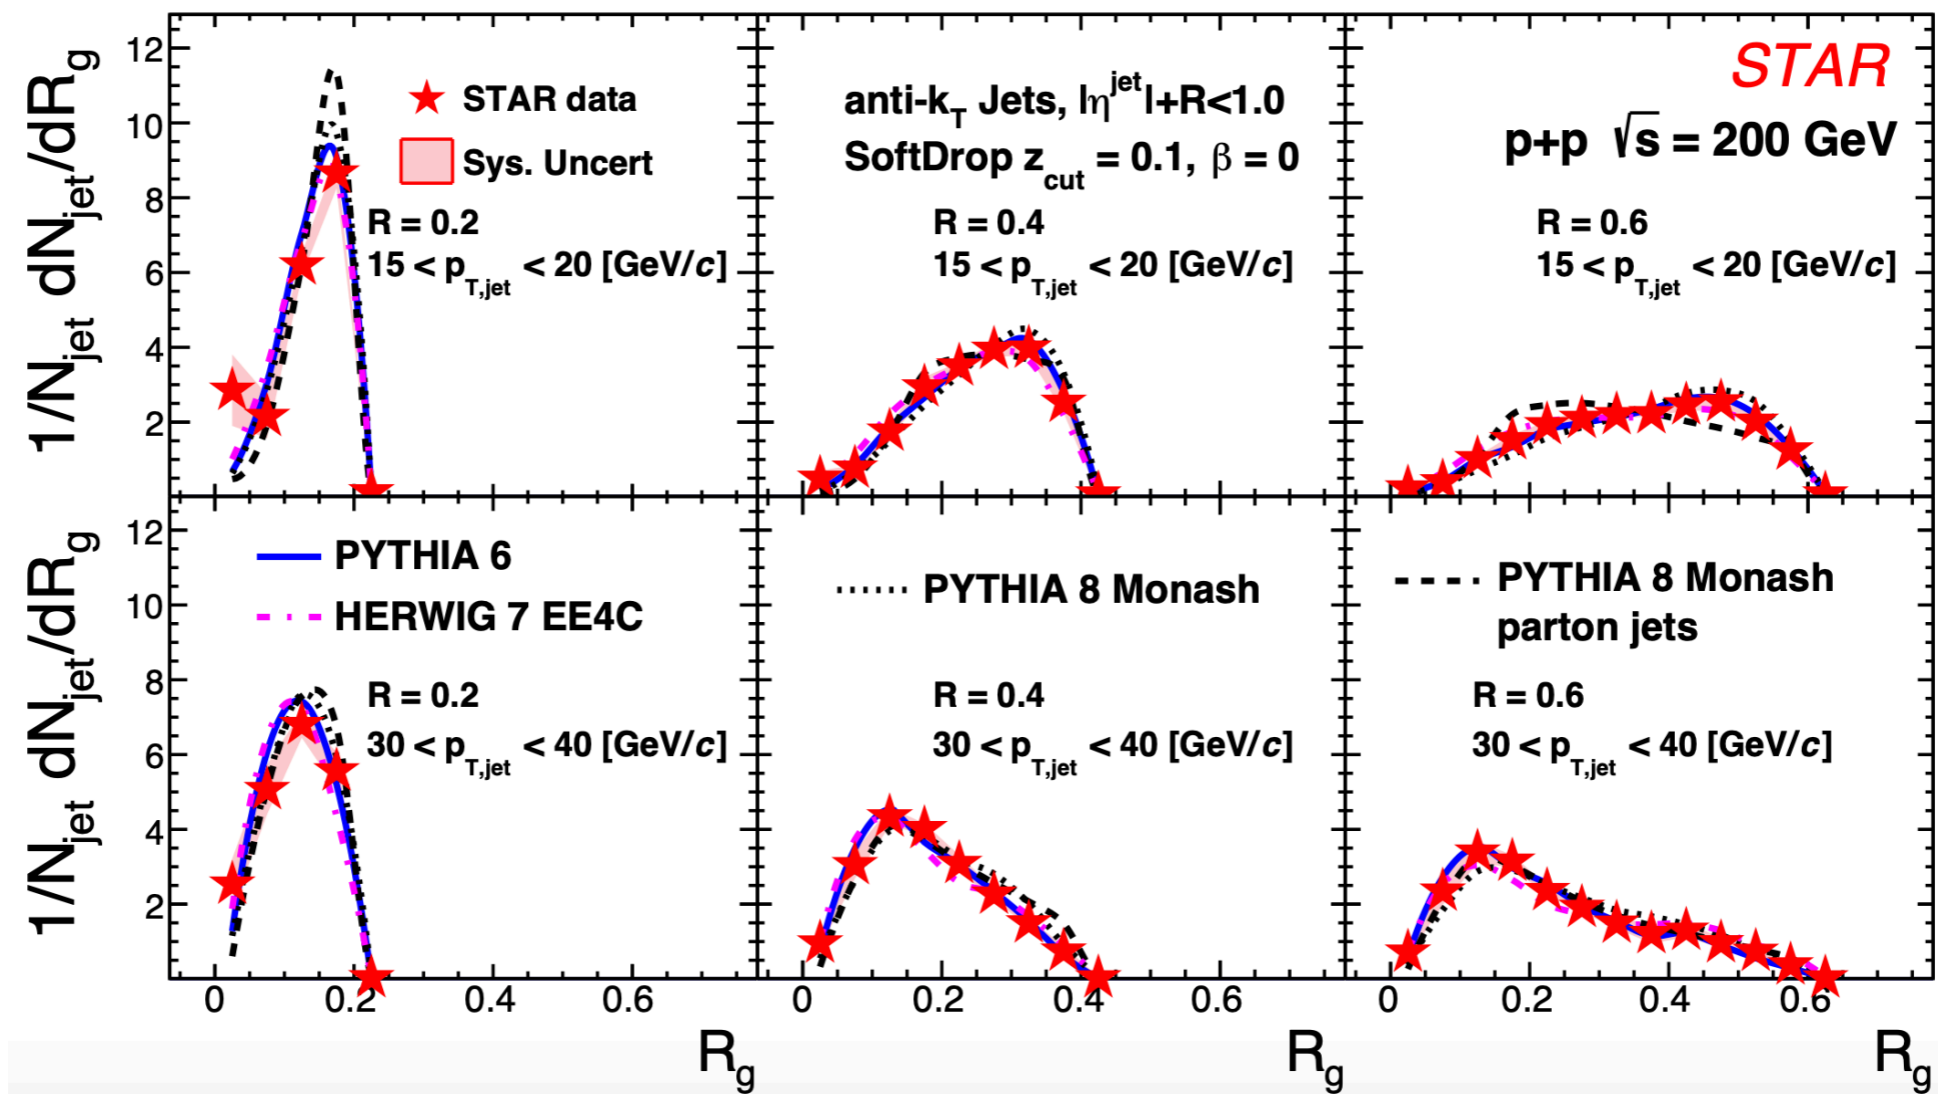 1/N_jet dN_jet/dR_g
12
10
8
6
4
2
STAR data
Sys. Uncert
R = 0.2
15 < p_T,jet < 20 [GeV/c]
anti-k_T Jets, |η^jet|+R<1.0
SoftDrop z_cut = 0.1, β = 0
R = 0.4
15 < p_T,jet < 20 [GeV/c]
STAR
p+p √s = 200 GeV
R = 0.6
15 < p_T,jet < 20 [GeV/c]
1/N_jet dN_jet/dR_g
12
10
8
6
4
2
PYTHIA 6
HERWIG 7 EE4C
R = 0.2
30 < p_T,jet < 40 [GeV/c]
PYTHIA 8 Monash
R = 0.4
30 < p_T,jet < 40 [GeV/c]
PYTHIA 8 Monash
parton jets
R = 0.6
30 < p_T,jet < 40 [GeV/c]
0 0.2 0.4 0.6
0 0.2 0.4 0.6
0 0.2 0.4 0.6
R_g
R_g
R_g